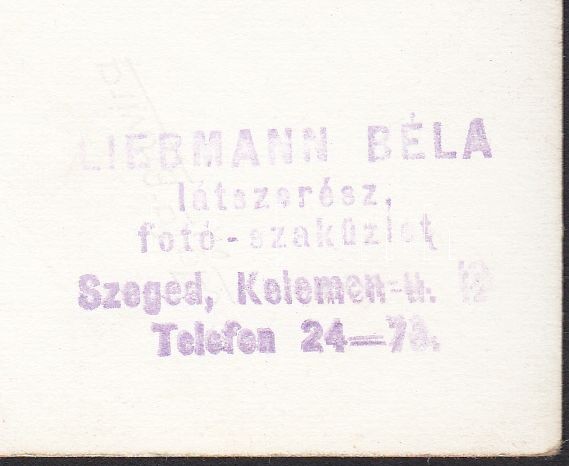 LIEBMANN BÉLA
látszerész,
fotó-szaküzlet
Szeged, Kelemen-u. 12
Telefon 24—73.